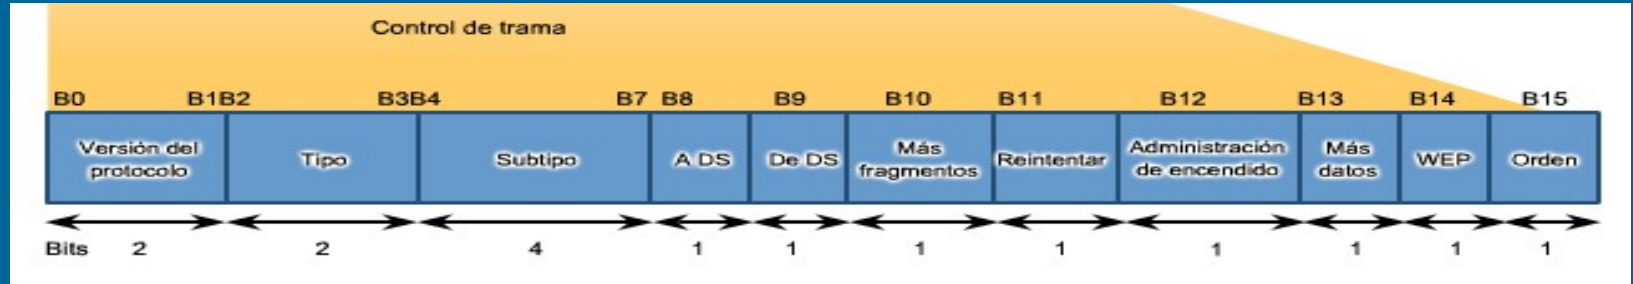 Control de trama
B0 B1B2 B3B4 B7 B8 B9 B10 B11 B12 B13 B14 B15
Versión del protocolo
Tipo
Subtipo
A DS
De DS
Más fragmentos
Reintentar
Administración de encendido
Más datos
WEP
Orden
Bits 2 2 4 1 1 1 1 1 1 1 1